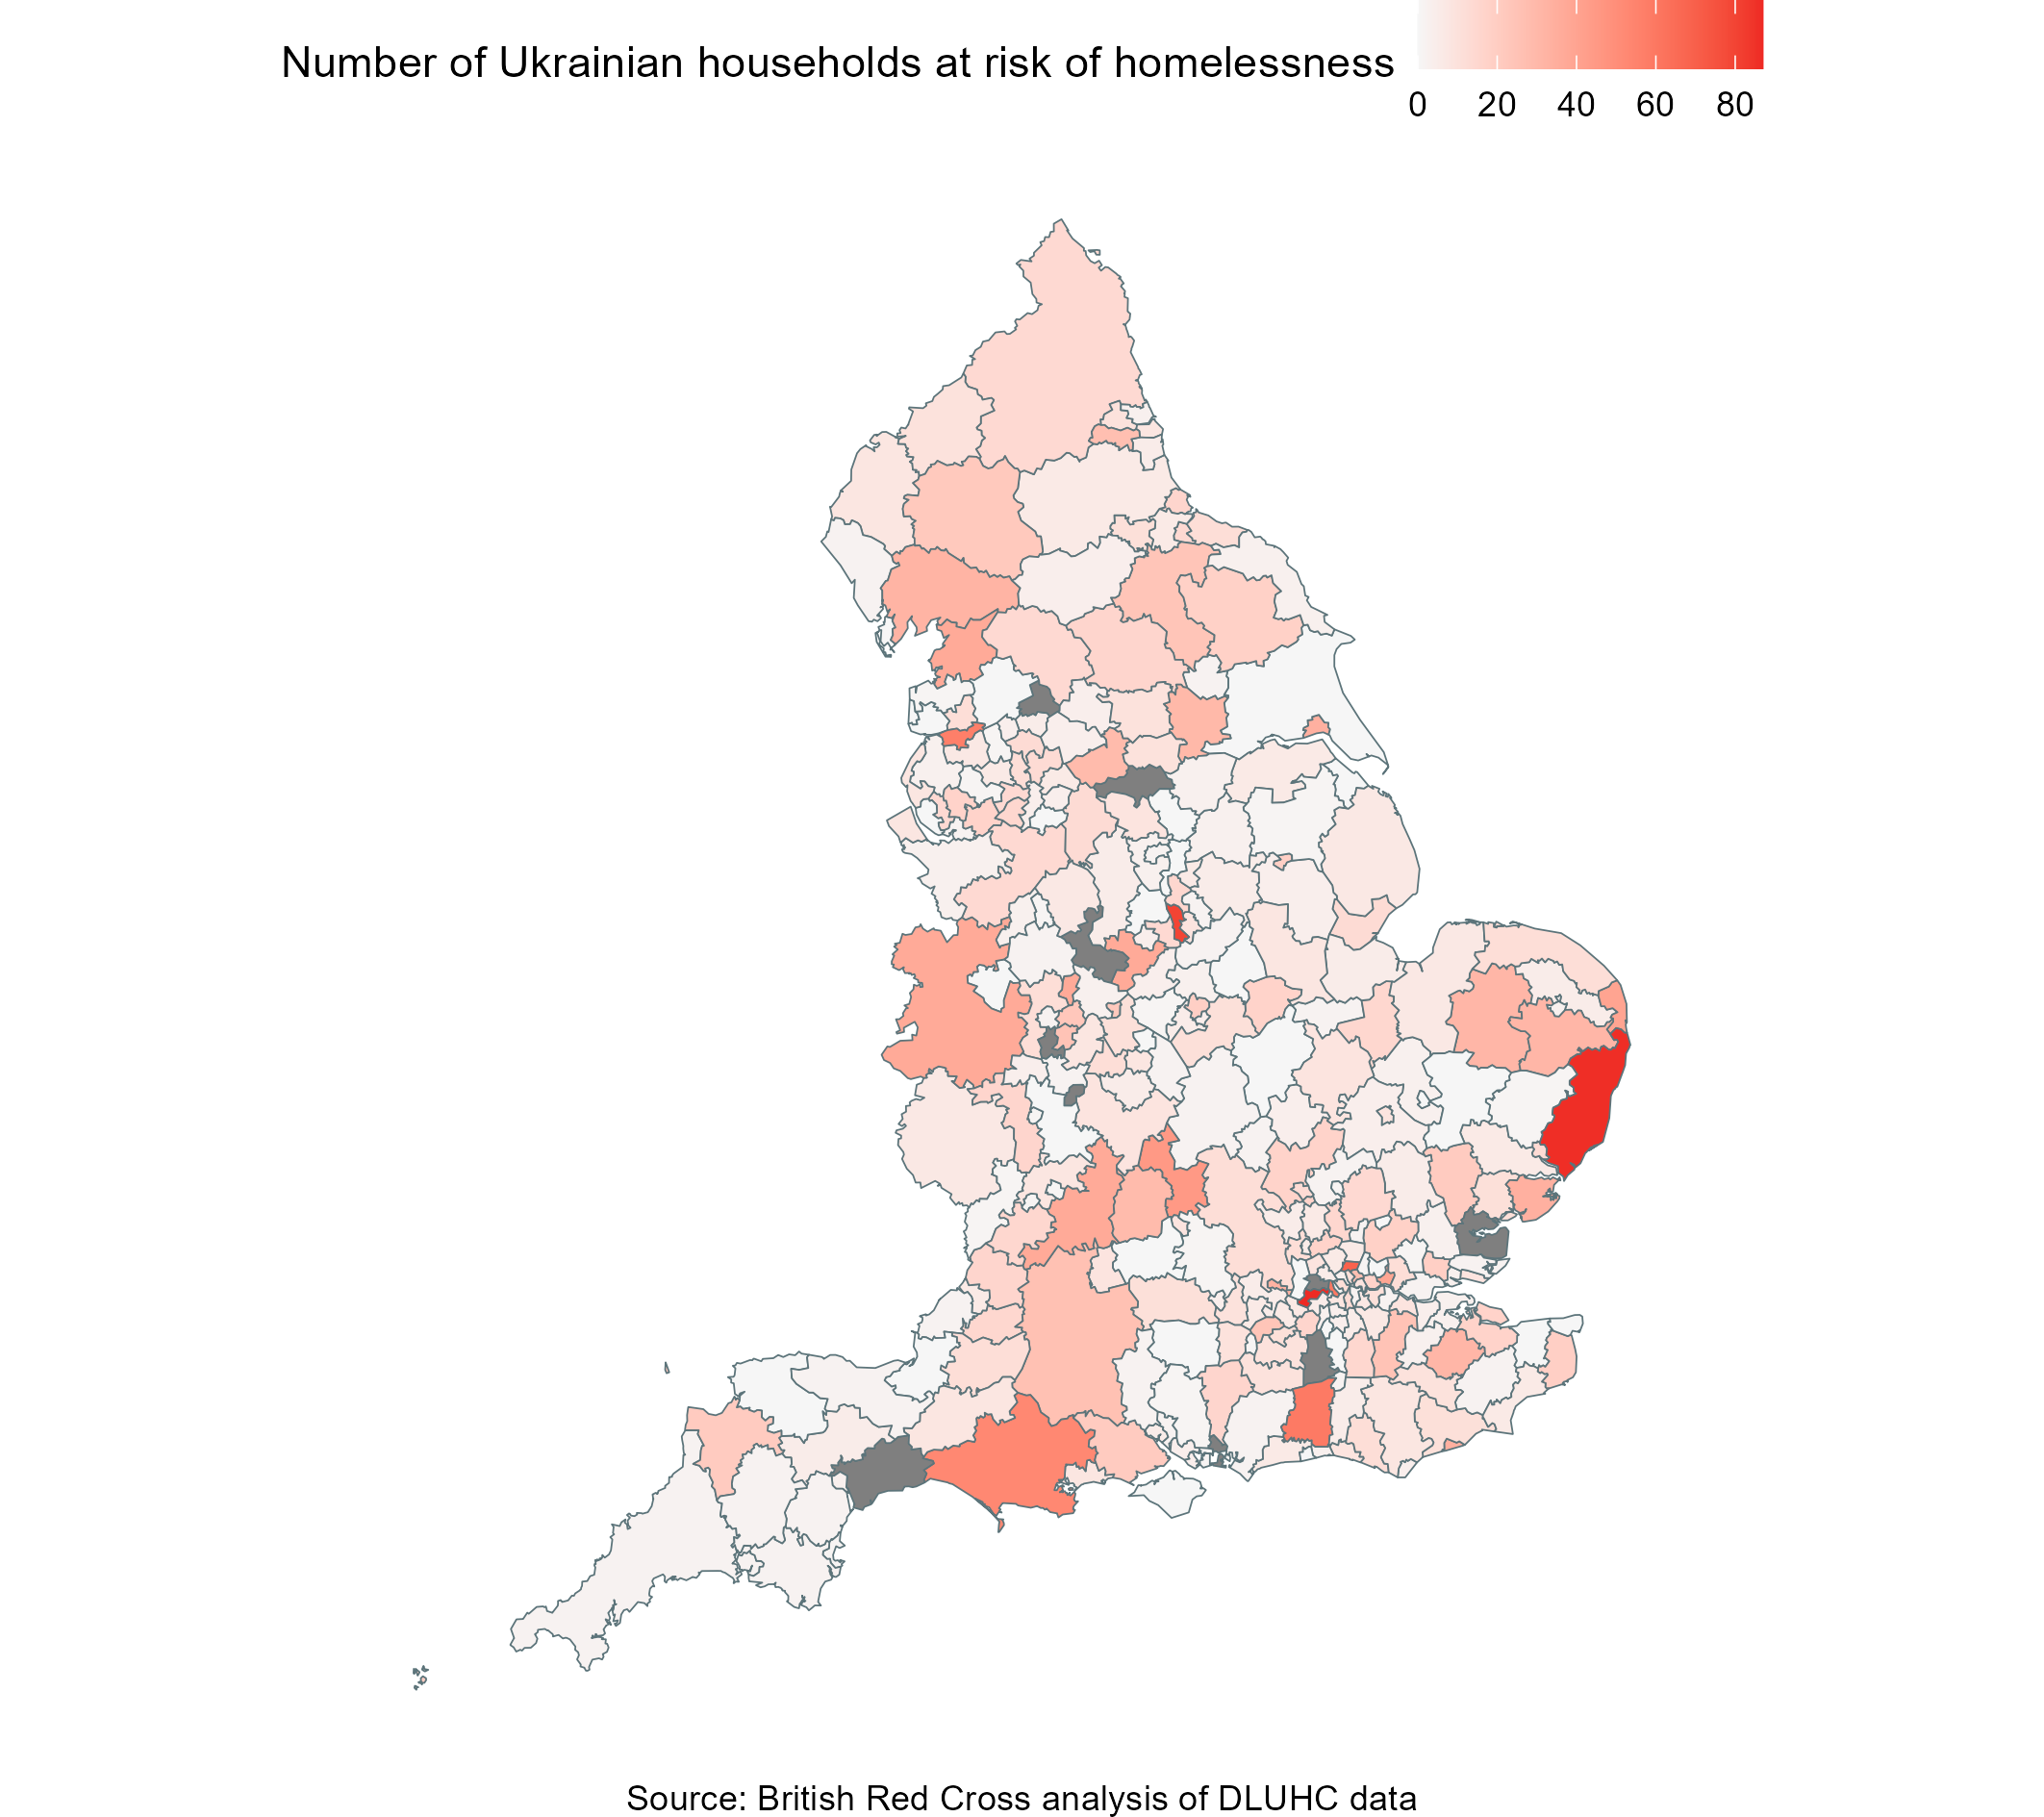 Number of Ukrainian households at risk of homelessness
0 20 40 60 80
Source: British Red Cross analysis of DLUHC data